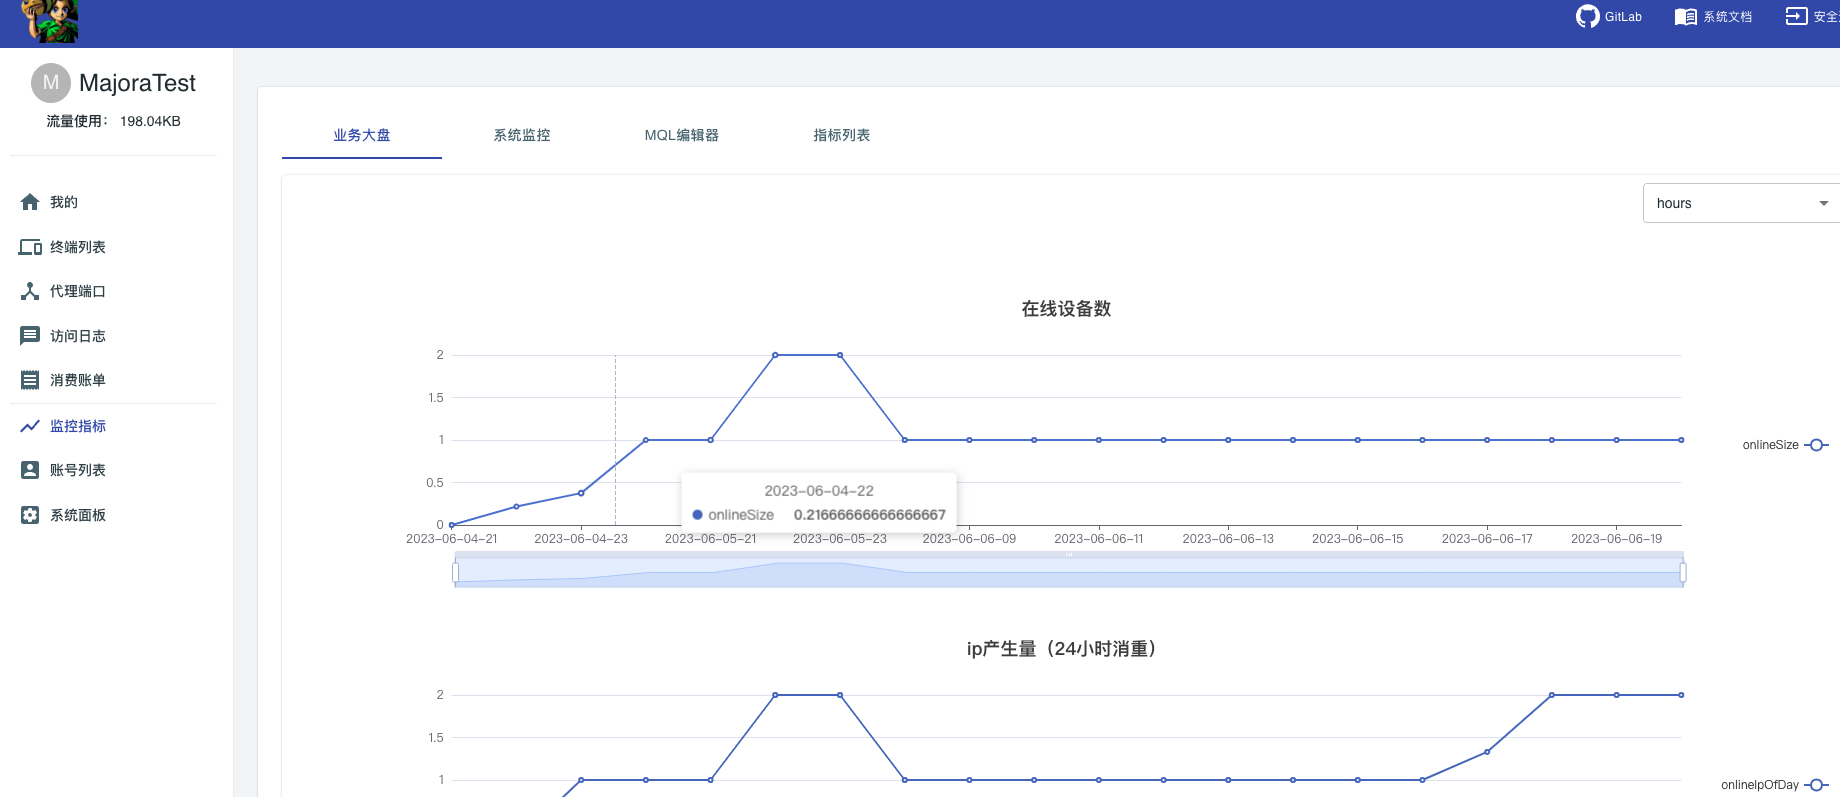 GitLab
系统文档
安全
M
MajoraTest
流量使用： 198.04KB
我的
终端列表
代理端口
访问日志
消费账单
监控指标
账号列表
系统面板
业务大盘
系统监控
MQL编辑器
指标列表
hours
在线设备数
2
1.5
1
0.5
0
2023-06-04-22
onlineSize 0.21666666666666667
2023-06-04-21
2023-06-04-23
2023-06-05-21
2023-06-05-23
2023-06-06-09
2023-06-06-11
2023-06-06-13
2023-06-06-15
2023-06-06-17
2023-06-06-19
onlineSize
ip产生量（24小时消重）
2
1.5
1
onlineIpOfDay